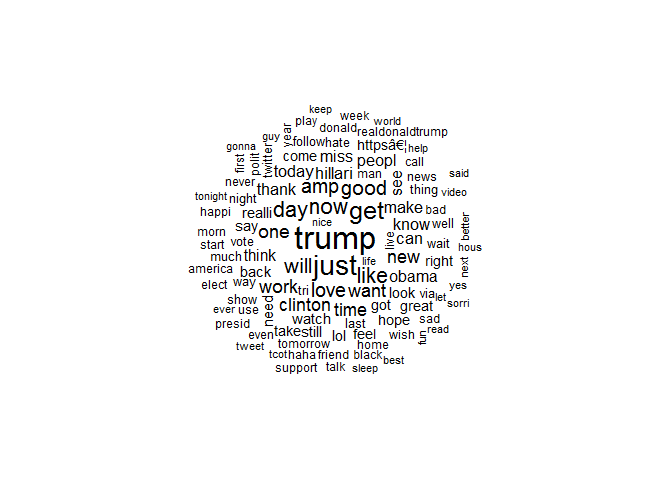 keep
play week
world
gonna guy year donald realdonaldtrump
first polit twitter followhate httpsâ€¦ help
come miss peopl call
never today hillari man see news said
tonight night thank amp good thing video
happi realli day now get make bad better
nice
morn say one know well
start vote trump live can wait hous
much think
america back will just life like new right next
obama
elect way work tri love want look via let yes
show need clinton time got great sorri
ever use
presid watch last hope sad
even take still lol feel wish fun read
tweet tomorrow home
tcot haha friend black best
support talk sleep